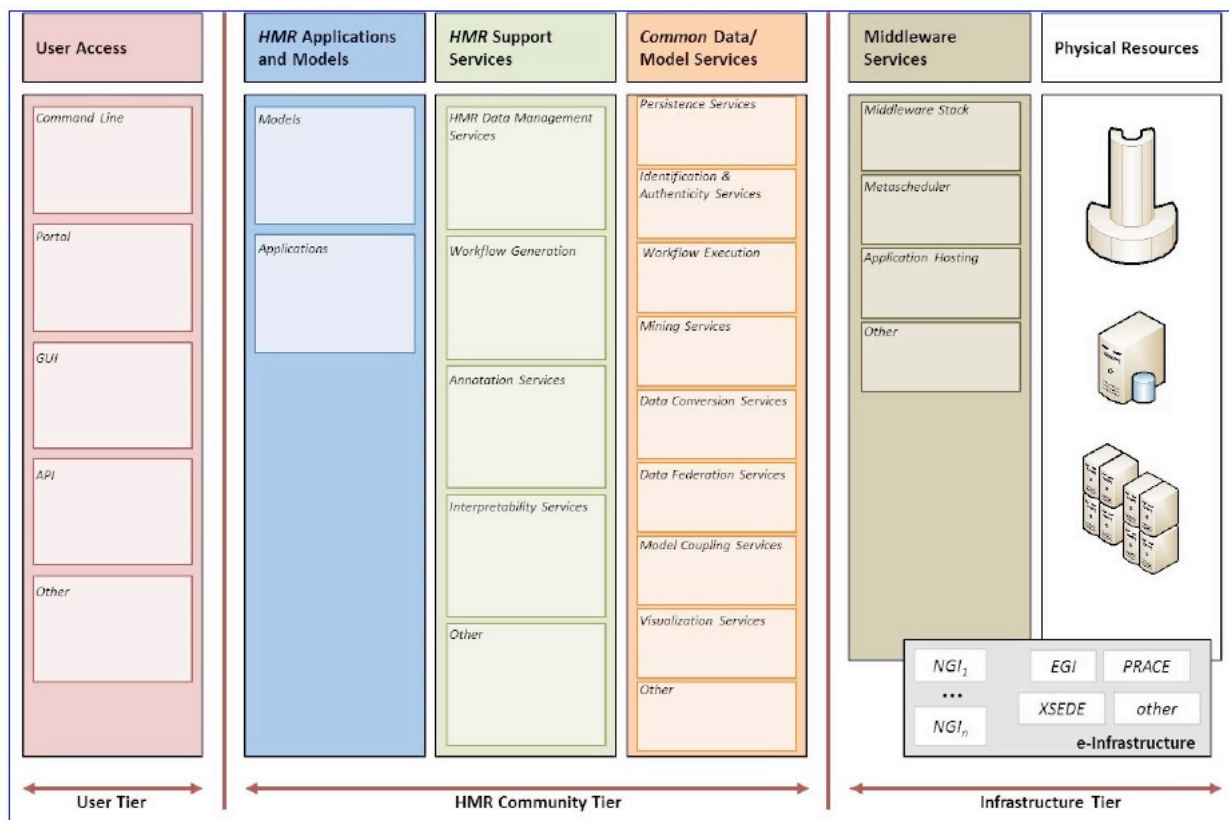 User Access
HMR Applications
and Models
HMR Support
Services
Common Data/
Model Services
Middleware
Services
Physical Resources
Command Line
Portal
GUI
API
Other
Models
Applications
HMR Data Management
Services
Workflow Generation
Annotation Services
Interpretability Services
Other
Persistence Services
Identification &
Authenticity Services
Workflow Execution
Mining Services
Data Conversion Services
Data Federation Services
Model Coupling Services
Visualization Services
Other
Middleware Stack
Metascheduler
Application Hosting
Other
NGI1
...
NGIn
EGI
PRACE
XSEDE
other
e-Infrastructure
User Tier
HMR Community Tier
Infrastructure Tier